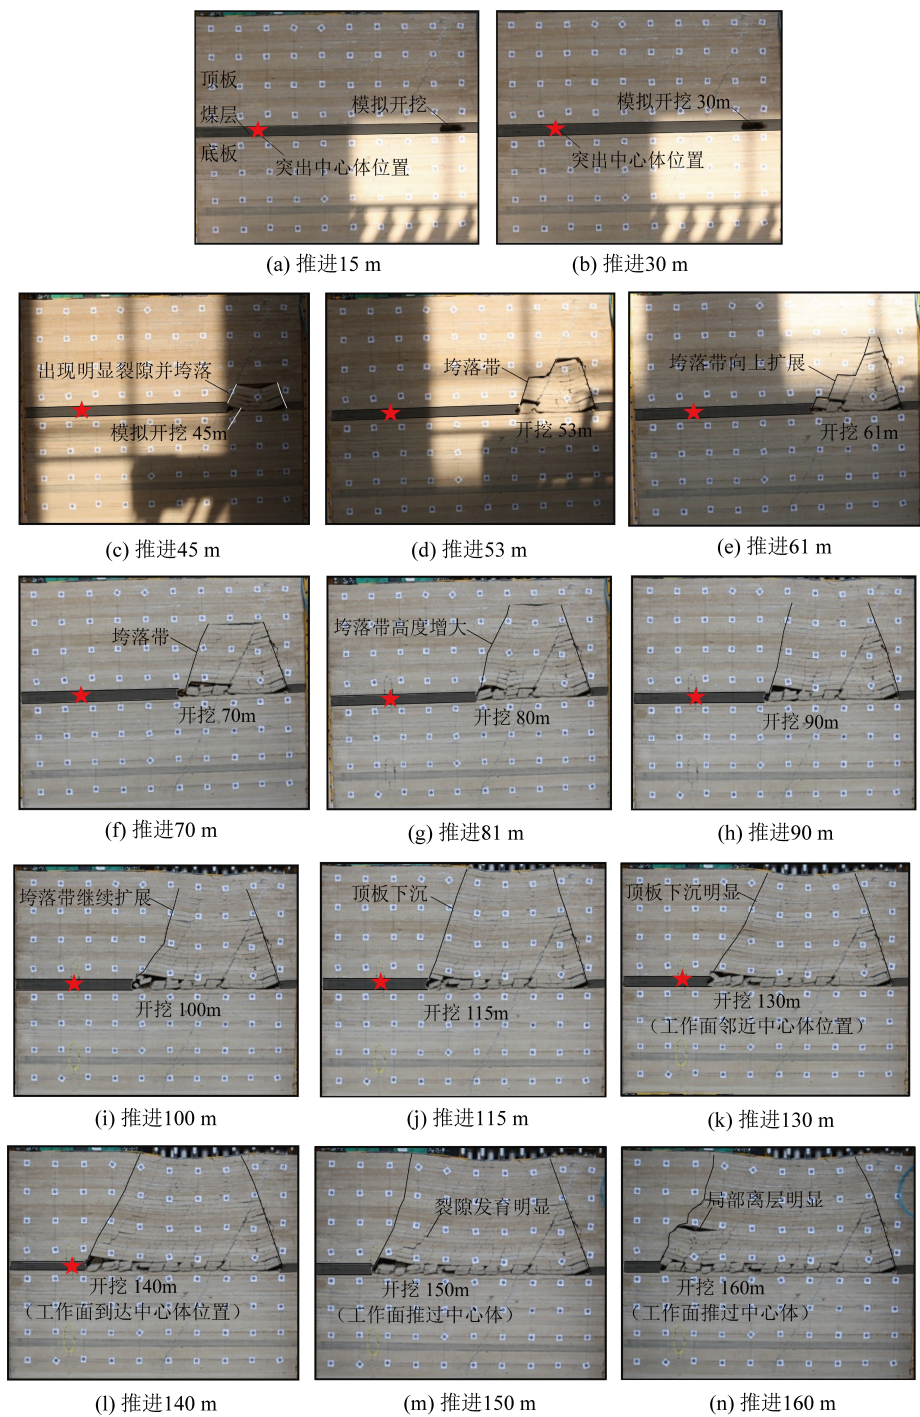 顶板
煤层
底板
模拟开挖
突出中心体位置
(a) 推进15 m
模拟开挖 30m
突出中心体位置
(b) 推进30 m
出现明显裂隙并垮落
模拟开挖 45m
(c) 推进45 m
垮落带
开挖 53m
(d) 推进53 m
垮落带向上扩展
开挖 61m
(e) 推进61 m
垮落带
开挖 70m
(f) 推进70 m
垮落带高度增大
开挖 80m
(g) 推进81 m
开挖 90m
(h) 推进90 m
垮落带继续扩展
开挖 100m
(i) 推进100 m
顶板下沉
开挖 115m
(j) 推进115 m
顶板下沉明显
开挖 130m
（工作面邻近中心体位置）
(k) 推进130 m
开挖 140m
（工作面到达中心体位置）
(l) 推进140 m
裂隙发育明显
开挖 150m
（工作面推过中心体）
(m) 推进150 m
局部离层明显
开挖 160m
（工作面推过中心体）
(n) 推进160 m